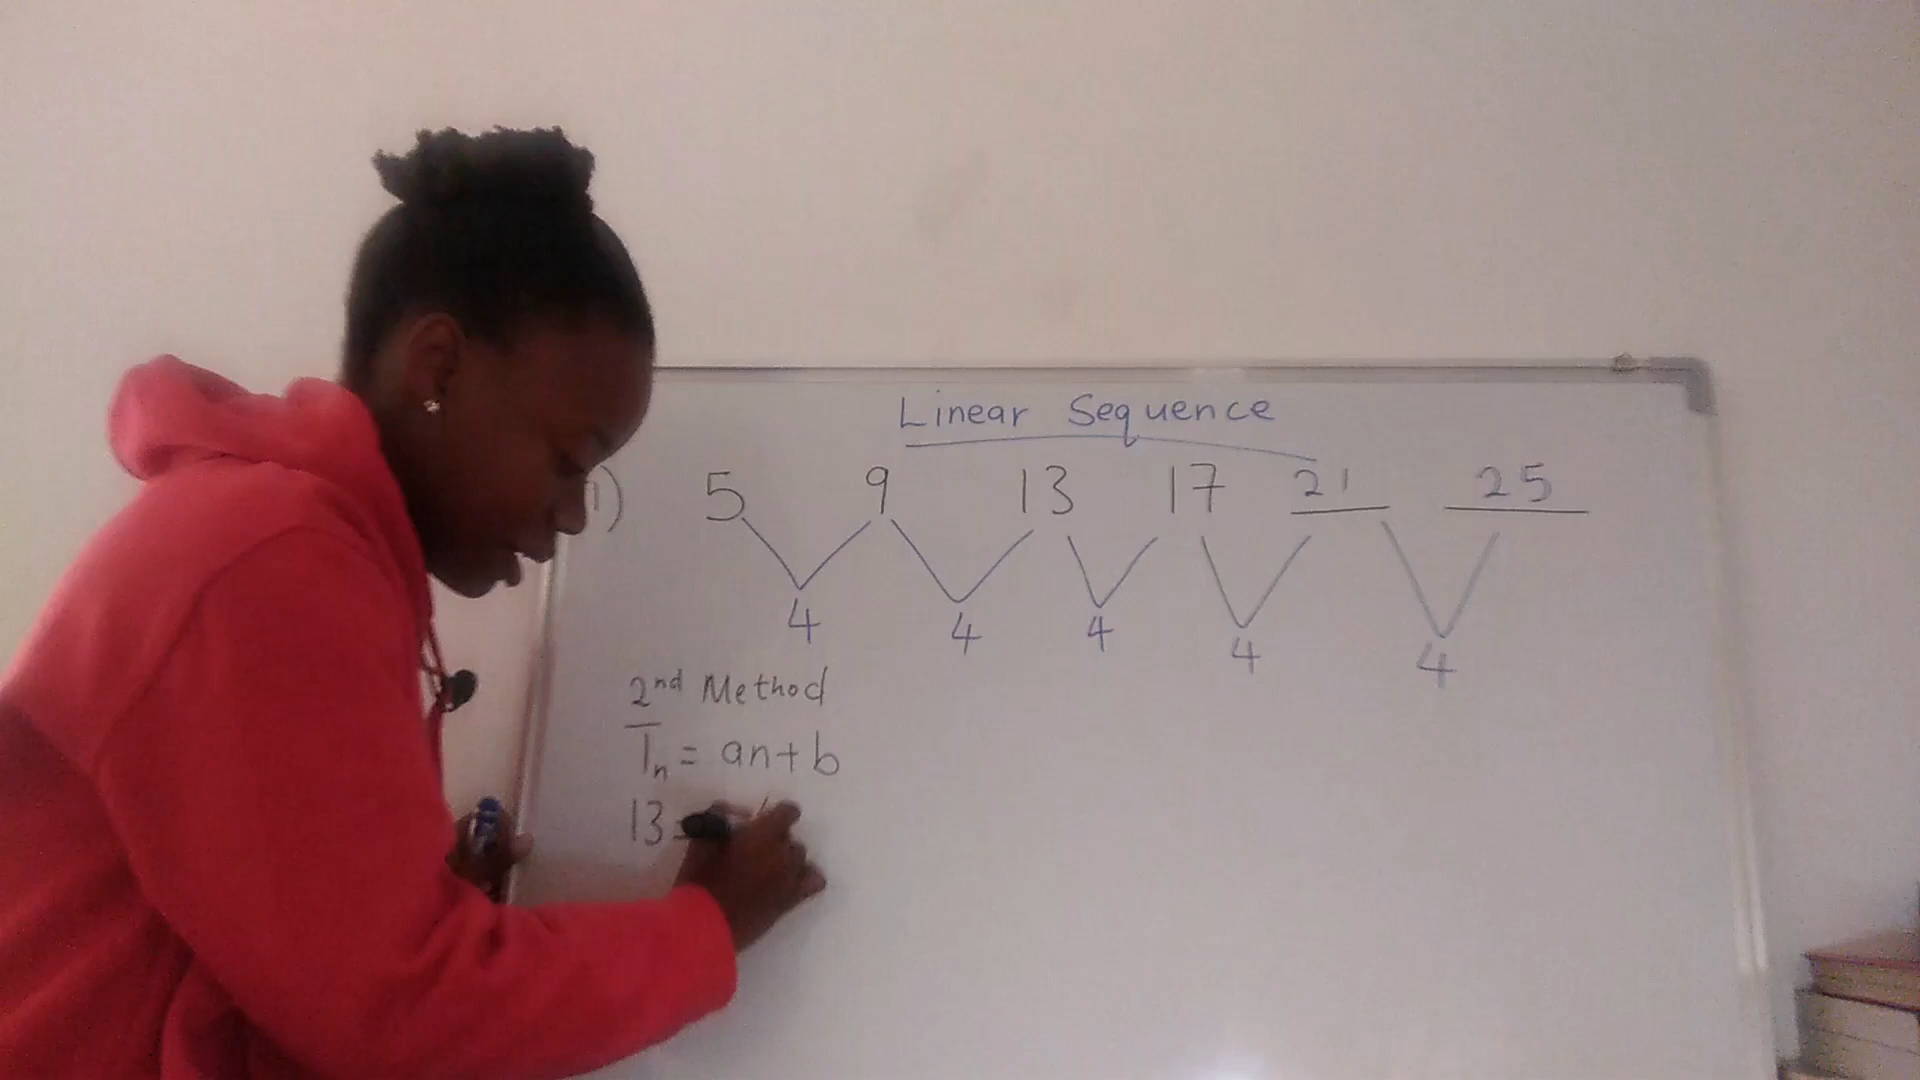 Linear Sequence
1) 5 9 13 17 21 25
4 4 4 4 4
2nd Method
Tn = an + b
13 =